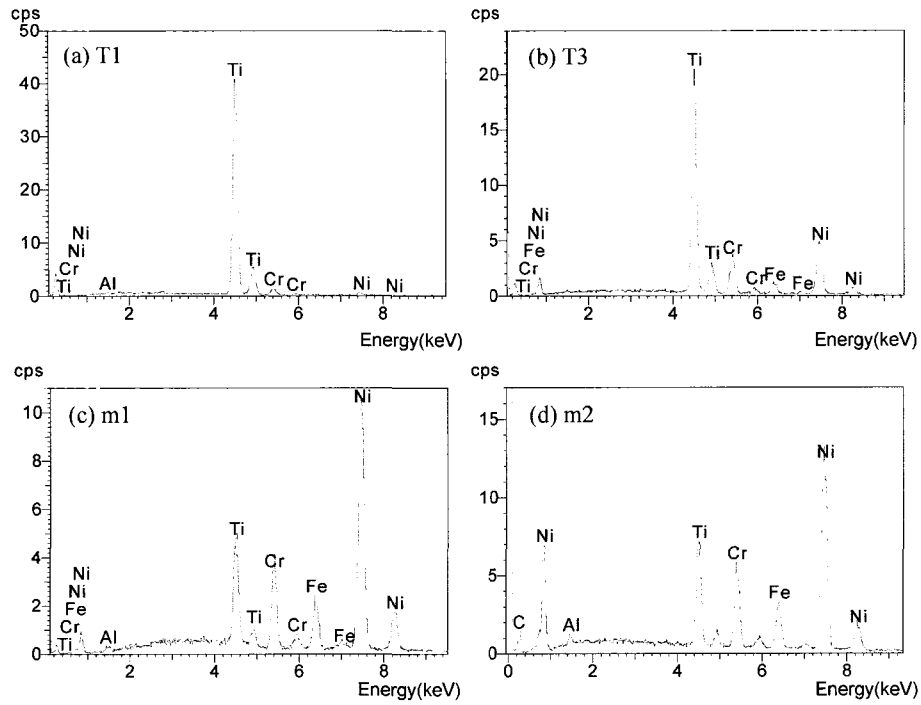 cps
50
(a) T1
Ti
40
30
20
Ni
Ni
10
Cr
Ti
Al
Ti
Cr
Cr
Ni
Ni
0
2
4
6
8
Energy(keV)
cps
(b) T3
Ti
20
15
10
Ni
Ni
Fe
Cr
Ti
5
Ti
Cr
Cr
Fe
Fe
Ni
Ni
0
2
4
6
8
Energy(keV)
cps
(c) m1
Ni
10
8
6
Ti
4
Cr
Ni
Ni
Fe
Cr
Ti
Al
2
Ti
Cr
Fe
Fe
Ni
0
2
4
6
8
Energy(keV)
cps
(d) m2
15
Ni
10
Ni
Ti
Cr
5
Fe
C
Al
Ni
0
2
4
6
8
Energy(keV)